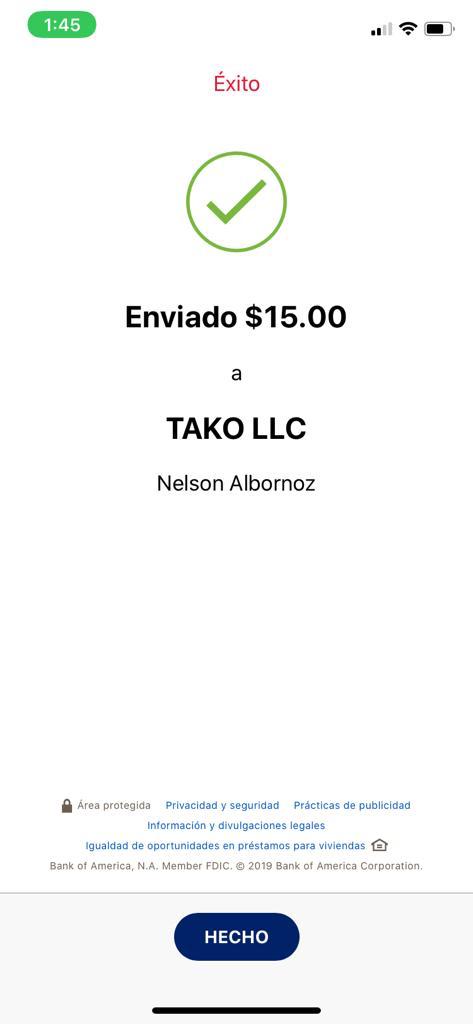 1:45
Éxito
Enviado $15.00
a
TAKO LLC
Nelson Albornoz
Área protegida Privacidad y seguridad Prácticas de publicidad
Información y divulgaciones legales
Igualdad de oportunidades en préstamos para viviendas
Bank of America, N.A. Member FDIC. © 2019 Bank of America Corporation.
HECHO